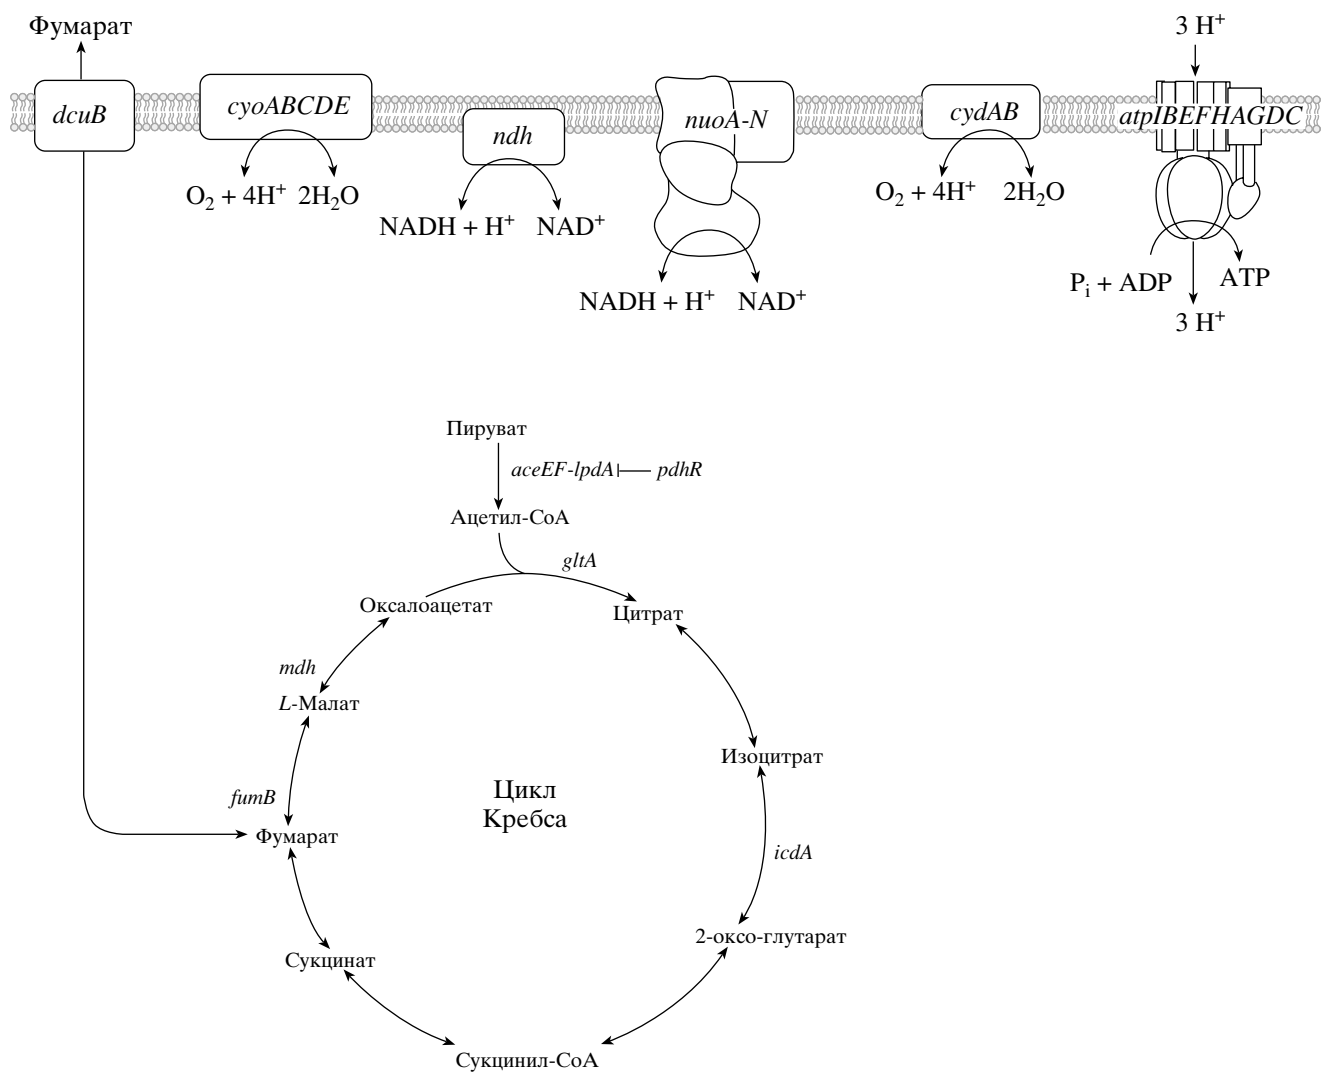 Фумарат
3 H⁺
dcuB
cyoABCDE
ndh
nuoA-N
cydAB
atpIBEFHAGDC
O₂ + 4H⁺ 2H₂O
NADH + H⁺ NAD⁺
O₂ + 4H⁺ 2H₂O
NADH + H⁺ NAD⁺
Pᵢ + ADP
ATP
3 H⁺
Пируват
aceEF-lpdA
pdhR
Ацетил-CoA
gltA
Оксалоацетат
Цитрат
mdh
L-Малат
Изоцитрат
Цикл
Кребса
fumB
Фумарат
icdA
2-оксо-глутарат
Сукцинат
Сукцинил-CoA